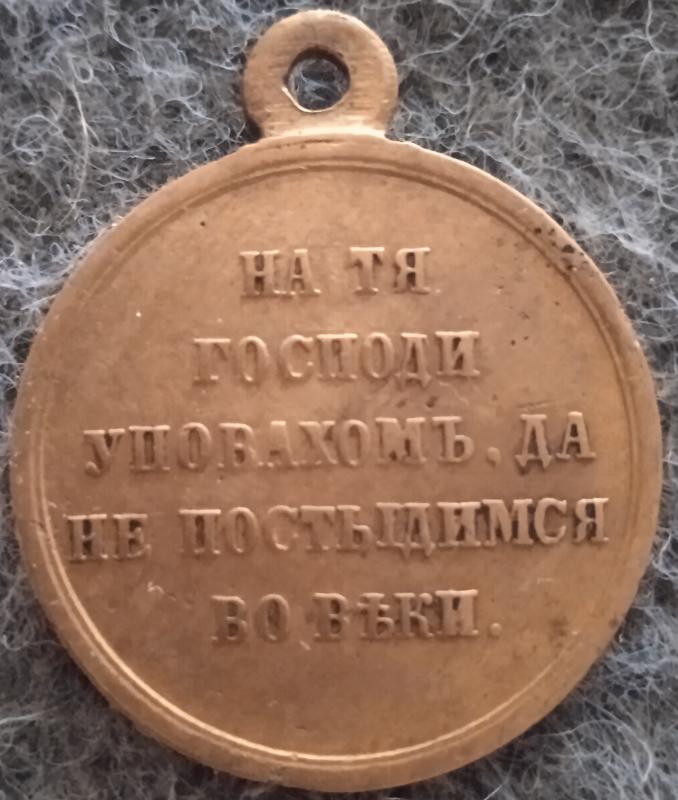 НА ТЯ
ГОСПОДИ
УПОВАХОМЪ, ДА
НЕ ПОСТЫДИМСЯ
ВО ВѢКИ.